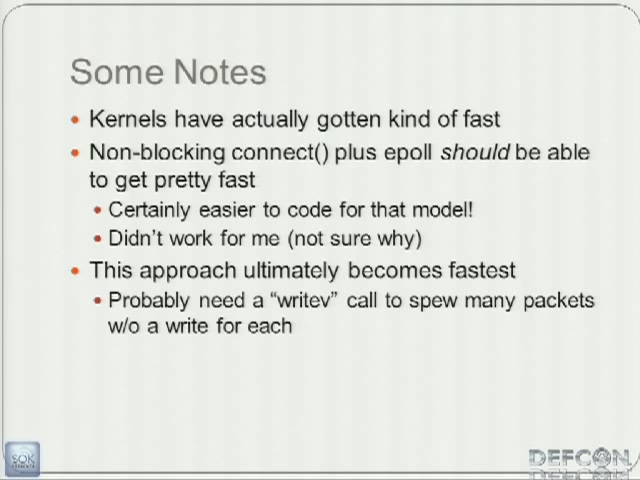 Some Notes
• Kernels have actually gotten kind of fast
• Non-blocking connect() plus epoll should be able
to get pretty fast
• Certainly easier to code for that model!
• Didn't work for me (not sure why)
• This approach ultimately becomes fastest
• Probably need a “writev” call to spew many packets
w/o a write for each
SOK
DEFCON